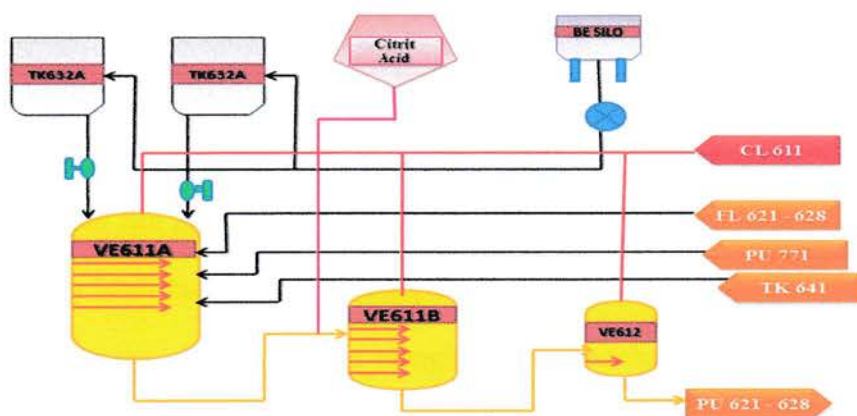 Citrit
Acid
BE SILO
TK632A
TK632A
CL 611
FL 621 - 628
VE611A
PU 771
TK 641
VE611B
VE612
PU 621 - 628